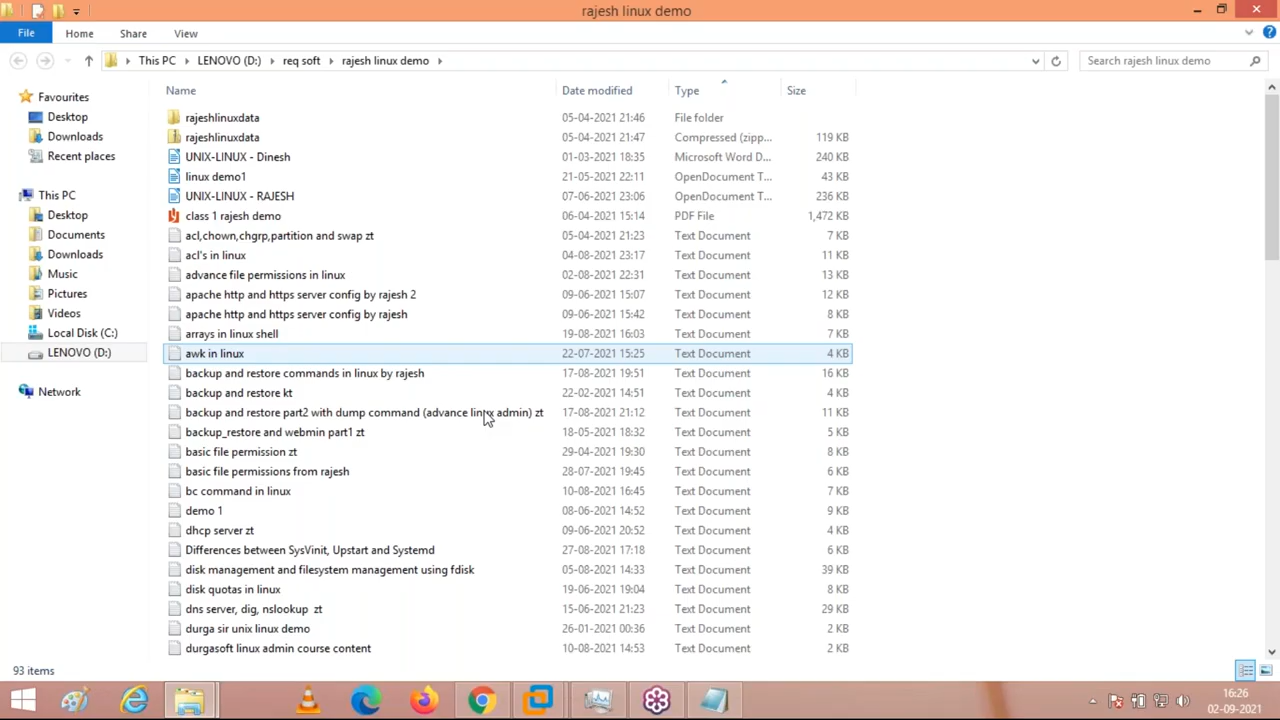 rajesh linux demo
File Home Share View
This PC LENOVO (D:) req soft rajesh linux demo Search rajesh linux demo
Name Date modified Type Size
Favourites
Desktop
Downloads
Recent places
This PC
Desktop
Documents
Downloads
Music
Pictures
Videos
Local Disk (C:)
LENOVO (D:)
Network
rajeshlinuxdata 05-04-2021 21:46 File folder
rajeshlinuxdata 05-04-2021 21:47 Compressed (zipp... 119 KB
UNIX-LINUX - Dinesh 01-03-2021 18:35 Microsoft Word D... 240 KB
linux demo1 21-05-2021 22:11 OpenDocument T... 43 KB
UNIX-LINUX - RAJESH 07-06-2021 23:06 OpenDocument T... 236 KB
class 1 rajesh demo 06-04-2021 15:14 PDF File 1,472 KB
acl,chown,chgrp,partition and swap zt 05-04-2021 21:23 Text Document 7 KB
acl's in linux 04-08-2021 23:17 Text Document 11 KB
advance file permissions in linux 02-08-2021 22:31 Text Document 13 KB
apache http and https server config by rajesh 2 09-06-2021 15:07 Text Document 12 KB
apache http and https server config by rajesh 09-06-2021 15:42 Text Document 8 KB
arrays in linux shell 19-08-2021 16:03 Text Document 7 KB
awk in linux 22-07-2021 15:25 Text Document 4 KB
backup and restore commands in linux by rajesh 17-08-2021 19:51 Text Document 16 KB
backup and restore kt 22-02-2021 14:51 Text Document 4 KB
backup and restore part2 with dump command (advance linux admin) zt 17-08-2021 21:12 Text Document 11 KB
backup_restore and webmin part1 zt 18-05-2021 18:32 Text Document 5 KB
basic file permission zt 29-04-2021 19:30 Text Document 8 KB
basic file permissions from rajesh 28-07-2021 19:45 Text Document 6 KB
bc command in linux 10-08-2021 16:45 Text Document 7 KB
demo 1 08-06-2021 14:52 Text Document 9 KB
dhcp server zt 09-06-2021 20:52 Text Document 4 KB
Differences between SysVinit, Upstart and Systemd 27-08-2021 17:18 Text Document 6 KB
disk management and filesystem management using fdisk 05-08-2021 14:33 Text Document 39 KB
disk quotas in linux 19-06-2021 19:04 Text Document 8 KB
dns server, dig, nslookup zt 15-06-2021 21:23 Text Document 29 KB
durga sir unix linux demo 26-01-2021 00:36 Text Document 2 KB
durgasoft linux admin course content 10-08-2021 14:53 Text Document 2 KB
93 items
16:26
02-09-2021